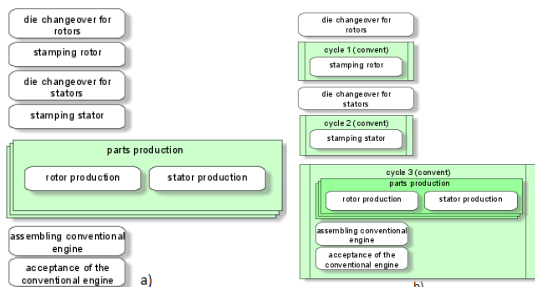 die changeover for
rotors
stamping rotor
die changeover for
stators
stamping stator
parts production
rotor production
stator production
assembling conventional
engine
acceptance of the
conventional engine
a)
die changeover for
rotors
cycle 1 (convent)
stamping rotor
die changeover for
stators
cycle 2 (convent)
stamping stator
cycle 3 (convent)
parts production
rotor production
stator production
assembling conventional
engine
acceptance of the
conventional engine
b)